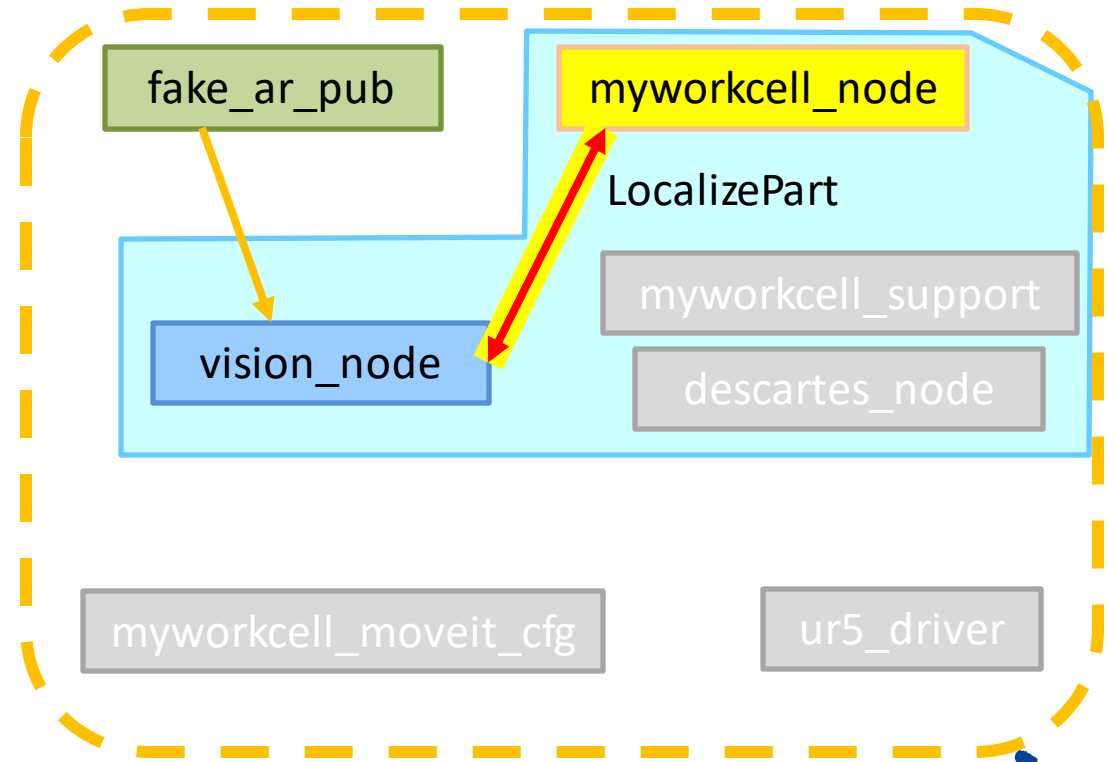 fake_ar_pub
myworkcell_node
LocalizePart
myworkcell_support
vision_node
descartes_node
myworkcell_moveit_cfg
ur5_driver